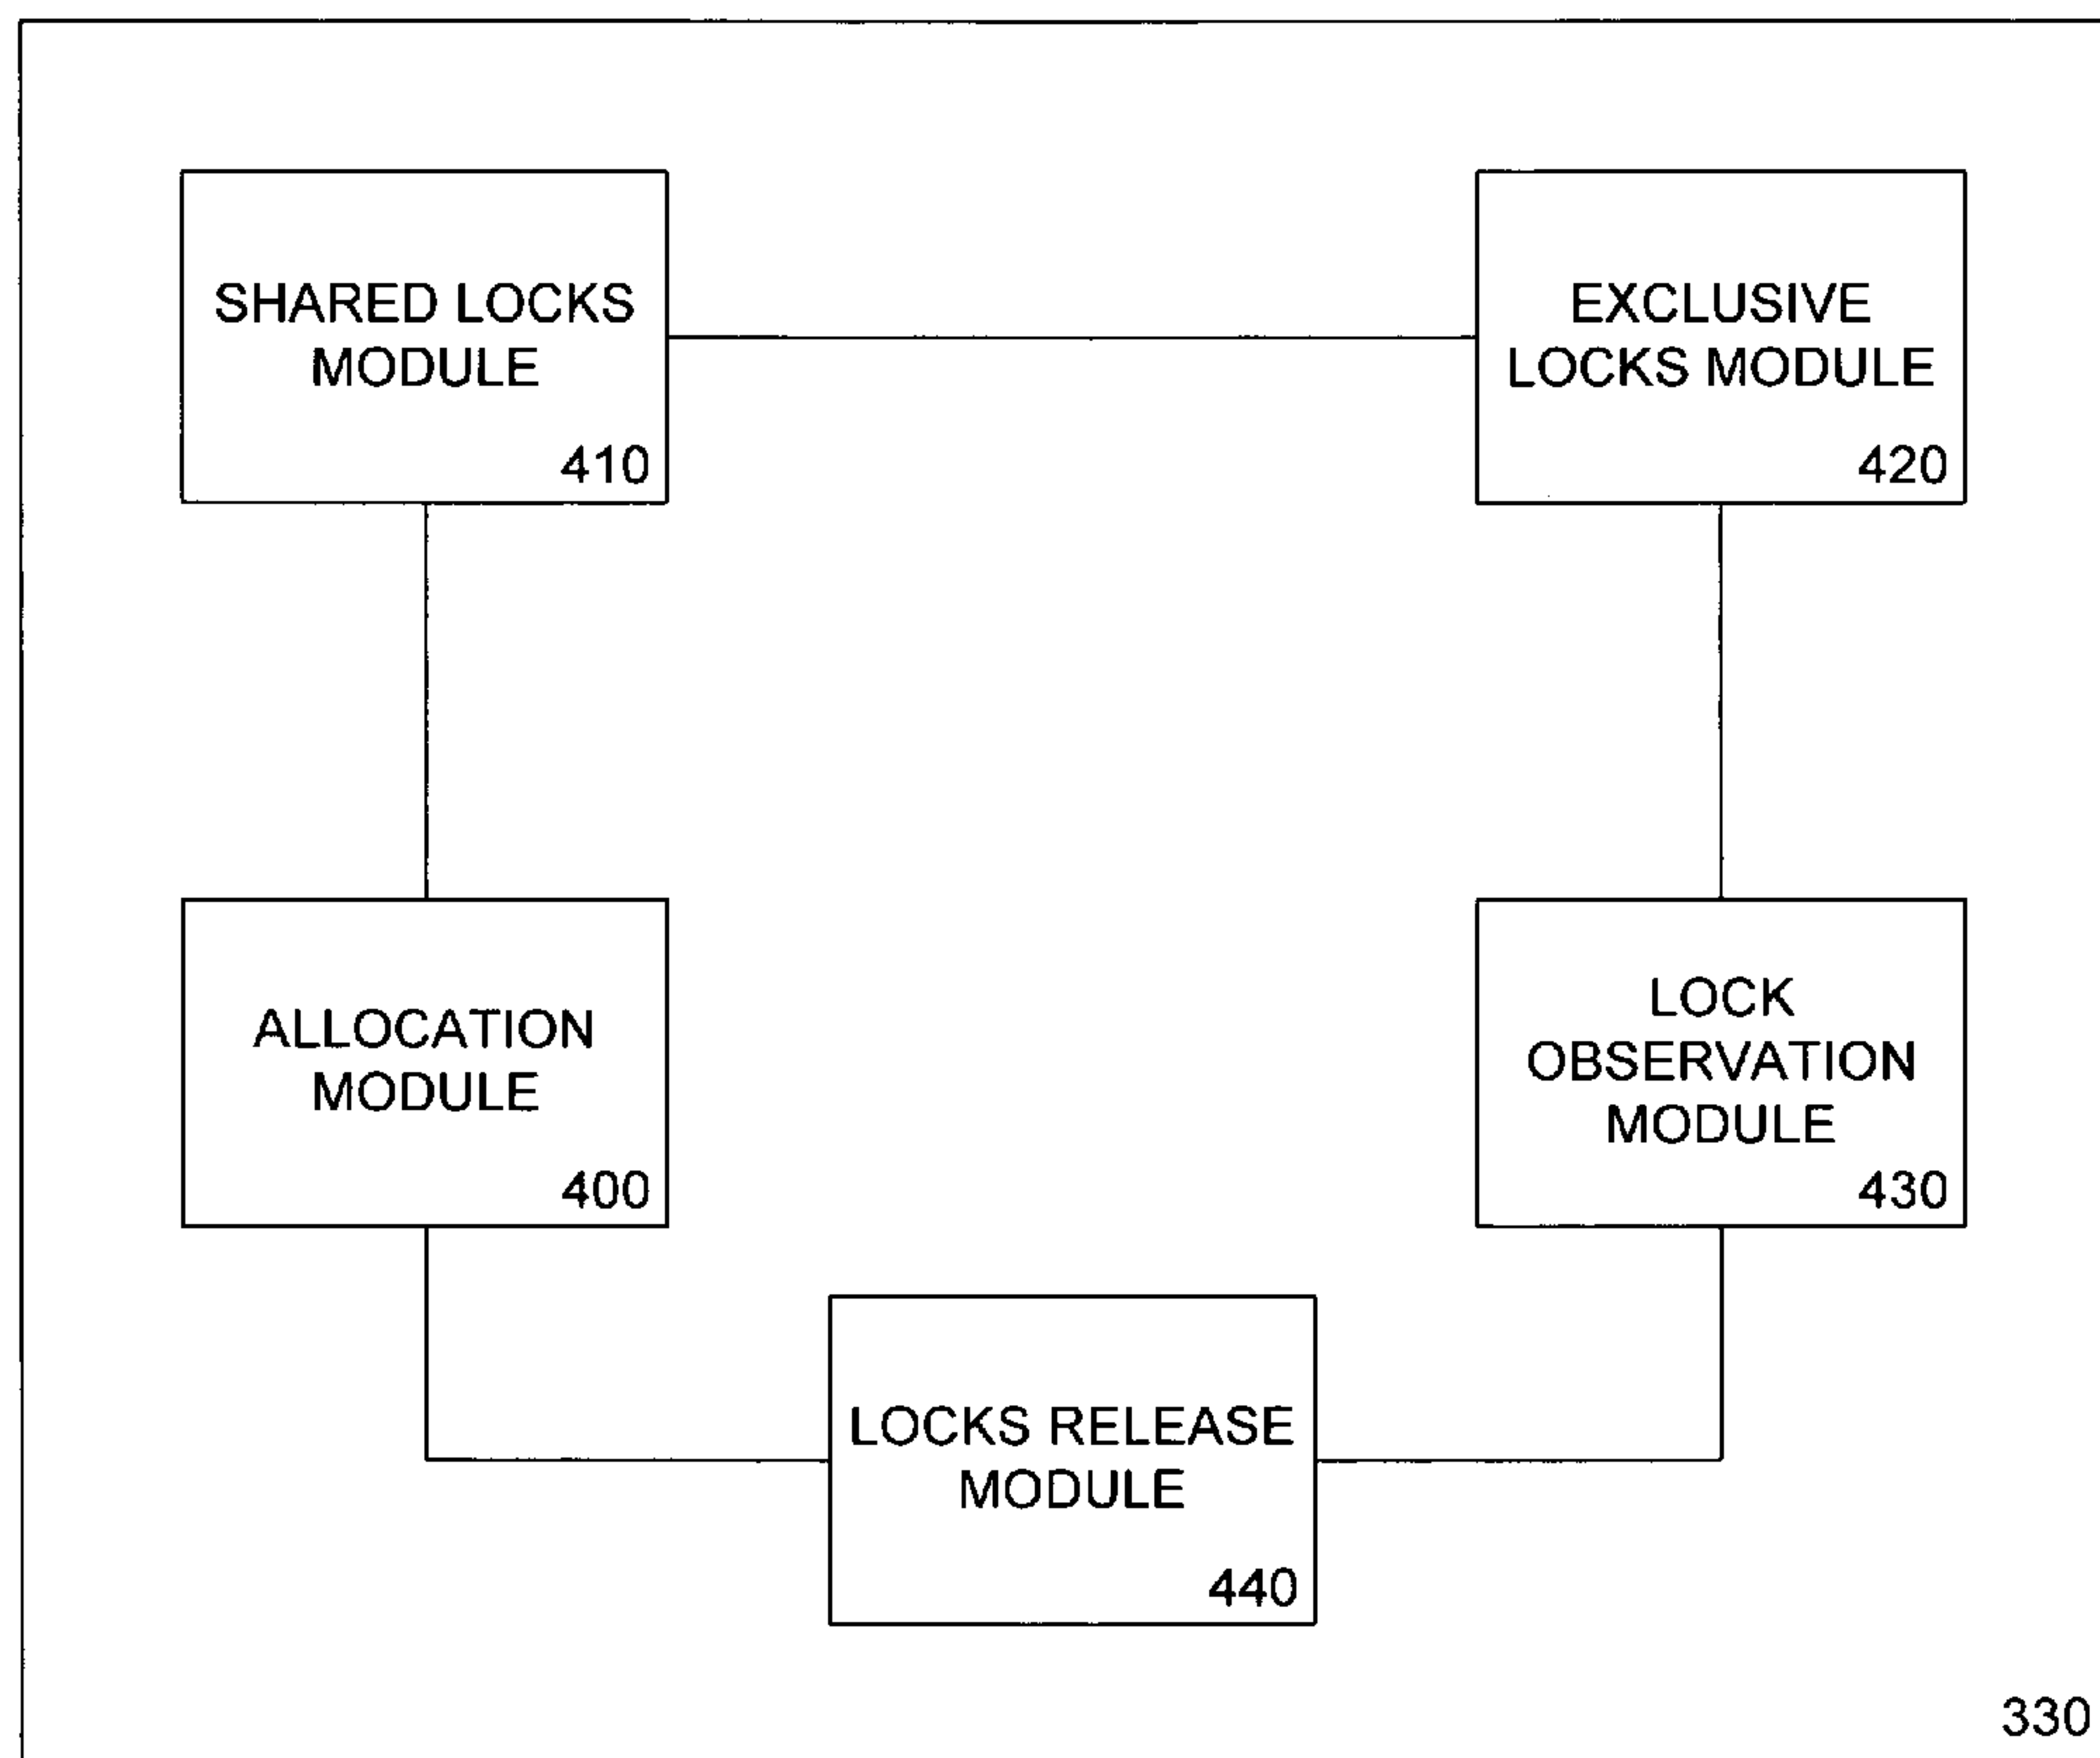 SHARED LOCKS
MODULE
410
EXCLUSIVE
LOCKS MODULE
420
ALLOCATION
MODULE
400
LOCK
OBSERVATION
MODULE
430
LOCKS RELEASE
MODULE
440
330